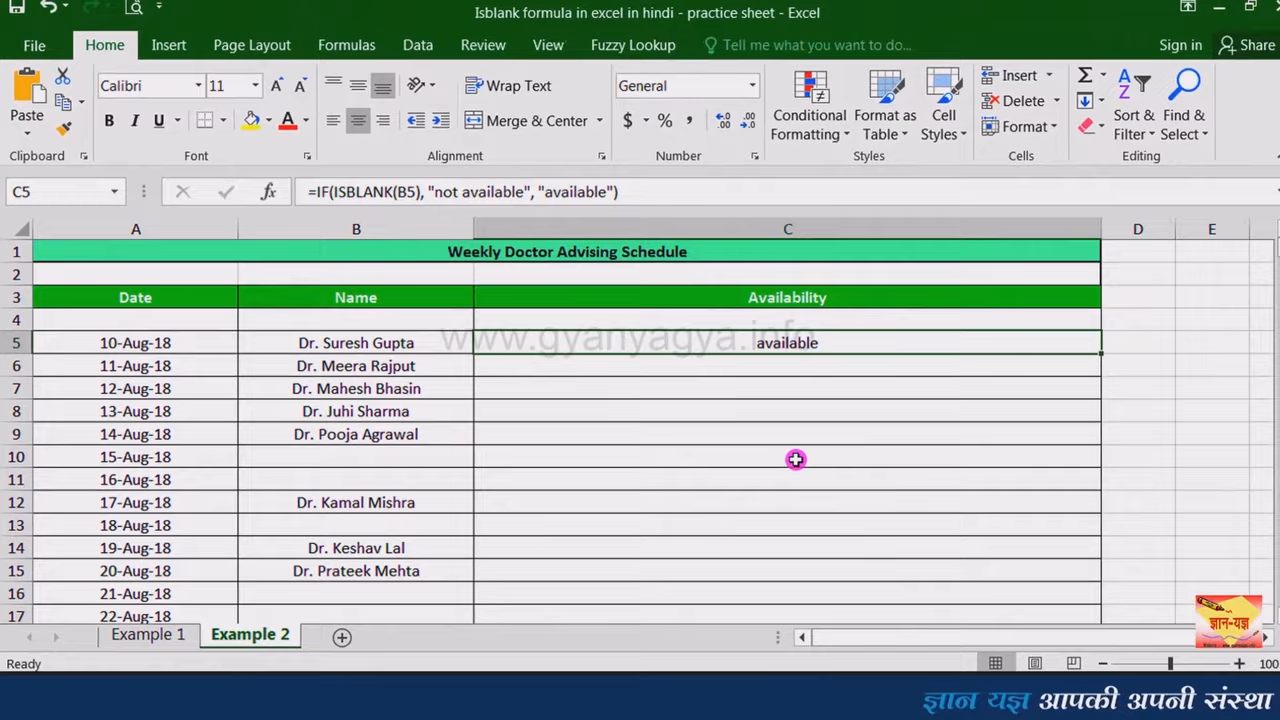 Isblank formula in excel in hindi - practice sheet - Excel
File Home Insert Page Layout Formulas Data Review View Fuzzy Lookup Tell me what you want to do... Sign in Share
Paste
Clipboard
Calibri 11
B I U A
Font
Wrap Text
Merge & Center
Alignment
General
$ % ,
Number
Conditional Formatting
Format as Table
Cell Styles
Styles
Insert
Delete
Format
Cells
Sort & Filter
Find & Select
Editing
C5 fx =IF(ISBLANK(B5), "not available", "available")
A B C D E
1 Weekly Doctor Advising Schedule
2
3 Date Name Availability
4
www.gyanyagya.info
5 10-Aug-18 Dr. Suresh Gupta available
6 11-Aug-18 Dr. Meera Rajput
7 12-Aug-18 Dr. Mahesh Bhasin
8 13-Aug-18 Dr. Juhi Sharma
9 14-Aug-18 Dr. Pooja Agrawal
10 15-Aug-18
11 16-Aug-18
12 17-Aug-18 Dr. Kamal Mishra
13 18-Aug-18
14 19-Aug-18 Dr. Keshav Lal
15 20-Aug-18 Dr. Prateek Mehta
16 21-Aug-18
17 22-Aug-18
Example 1 Example 2
ज्ञान-यज्ञ
Ready 100
ज्ञान यज्ञ आपकी अपनी संस्था